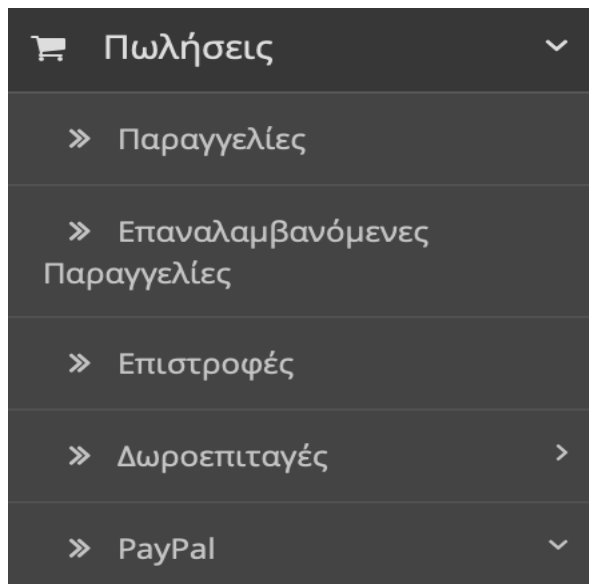 Πωλήσεις
Παραγγελίες
Επαναλαμβανόμενες
Παραγγελίες
Επιστροφές
Δωροεπιταγές
PayPal